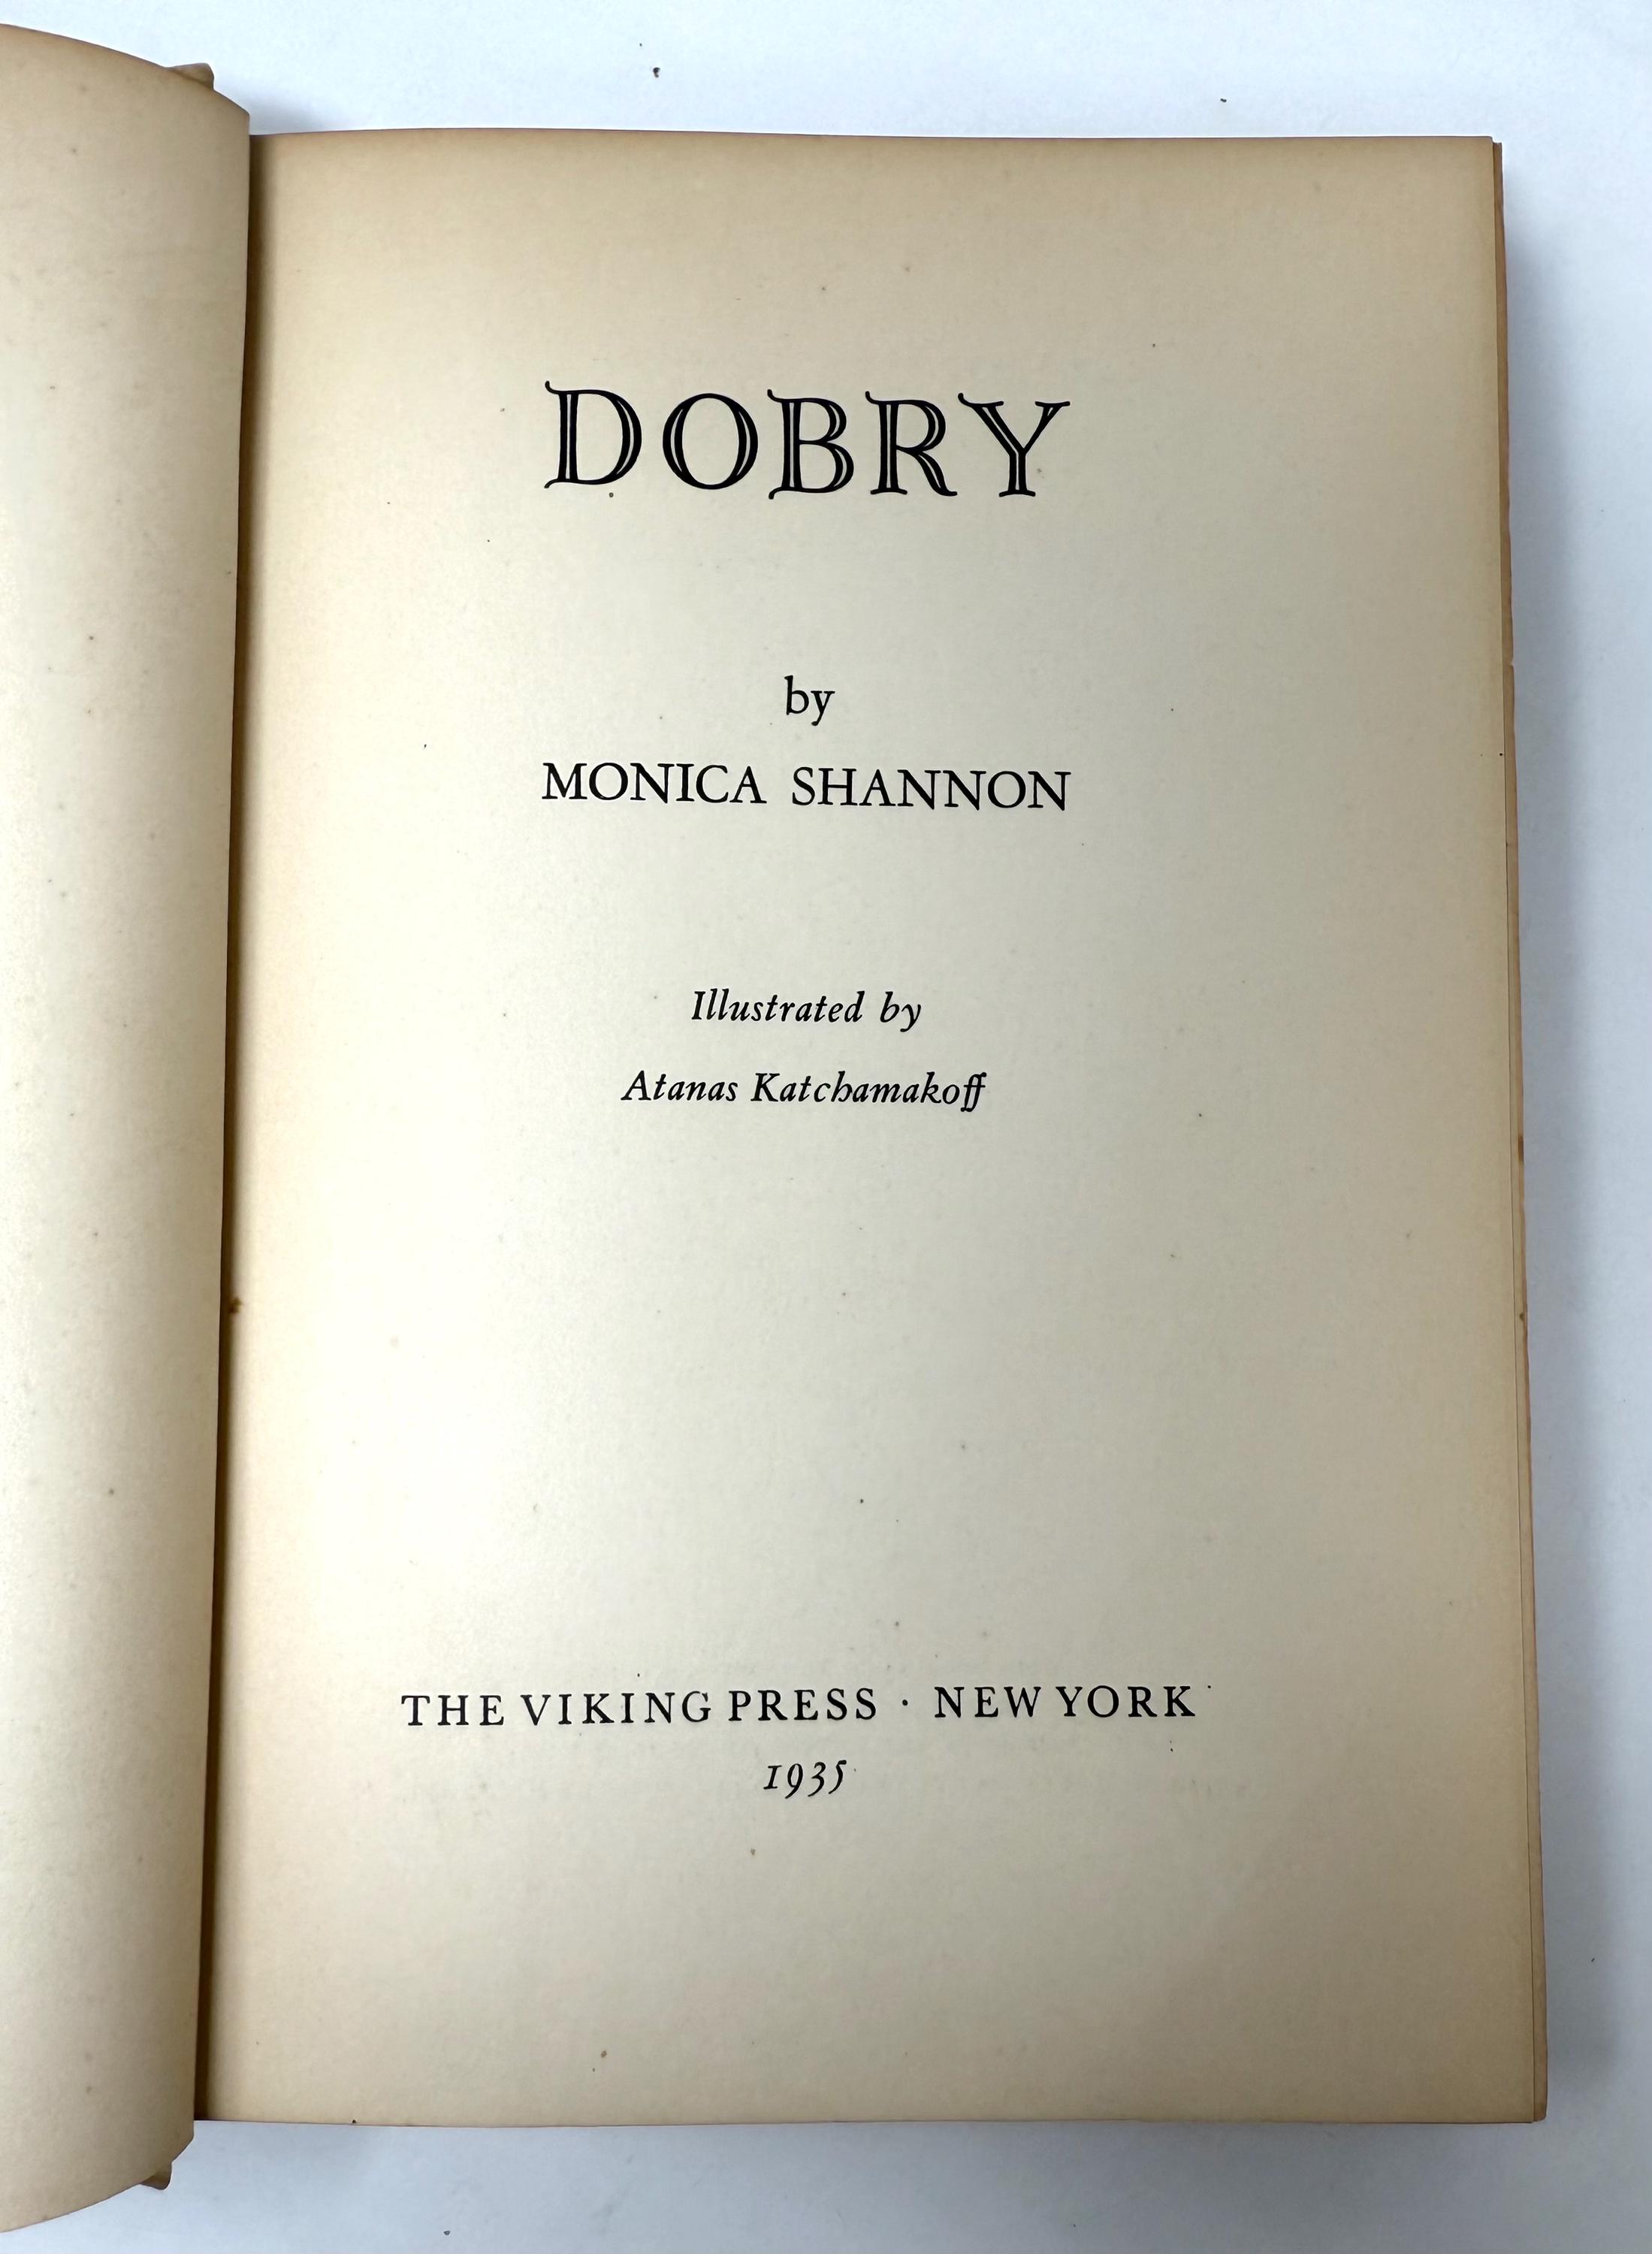 DOBRY
by
MONICA SHANNON
Illustrated by
Atanas Katchamakoff
THE VIKING PRESS · NEW YORK
1935